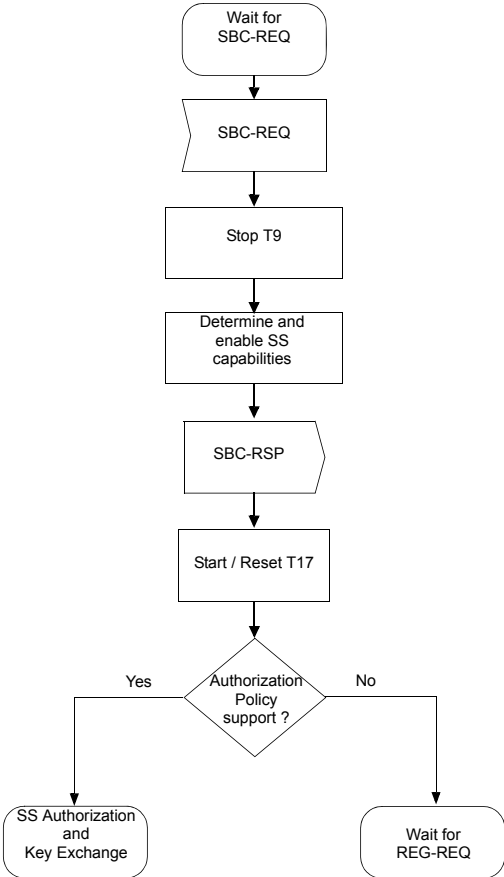 Wait for
SBC-REQ
SBC-REQ
Stop T9
Determine and
enable SS
capabilities
SBC-RSP
Start / Reset T17
Yes
Authorization
Policy
support ?
No
SS Authorization
and
Key Exchange
Wait for
REG-REQ